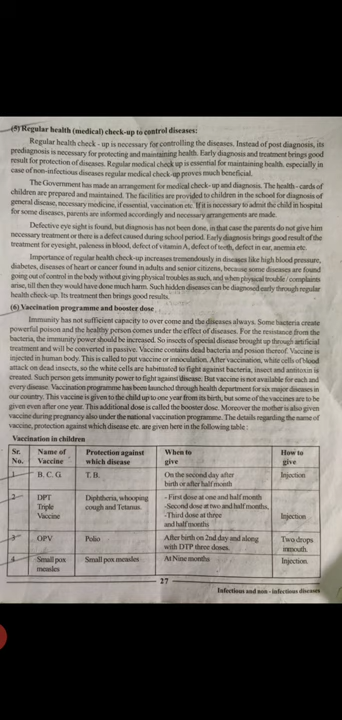 (5) Regular health (medical) check-up to control diseases:
Regular health check - up is necessary for controlling the diseases. Instead of post diagnosis, its
prediagnosis is necessary for protecting and maintaining health. Early diagnosis and treatment brings good
result for protection of diseases. Regular medical check up is essential for maintaining health, especially in
case of non-infectious diseases regular medical check-up proves much beneficial.
The Government has made an arrangement for medical check - up and diagnosis. The health - cards of
children are prepared and maintained. The facilities are provided to children in the school for diagnosis of
general disease, necessary medicine, if essential, vaccination etc. If it is necessary to admit the child in hospital
for some diseases, parents are informed accordingly and necessary arrangements are made.
Defective eye sight is found, but diagnosis has not been done, in that case the parents do not give him
necessary treatment or there is a defect caused during school period. Early diagnosis brings good result of the
treatment for eyesight, paleness in blood, defect of vitamin A, defect of teeth, defect in ear, anemia etc.
Importance of regular health check-up increases tremendously in diseases like high blood pressure,
diabetes, diseases of heart or cancer found in adults and senior citizens, because some diseases are found
going out of control in the body without giving physical troubles as such, and when physical trouble / complaints
arise, till then they would have done much harm. Such hidden diseases can be diagnosed early through regular
health check-up. Its treatment then brings good results.
(6) Vaccination programme and booster dose
Immunity has not sufficient capacity to over come and the diseases always. Some bacteria create
powerful poison and the healthy person comes under the effect of diseases. For the resistance from the
bacteria, the immunity power should be increased. So insects of special disease brought up through artificial
treatment and will be converted in passive. Vaccine contains dead bacteria and posion thereof. Vaccine is
injected in human body. This is called to put vaccine or innoculation. After vaccination, white cells of blood
attack on dead insects, so the white cells are habituated to fight against bacteria, insect and antitoxin is
created. Such person gets immunity power to fight against disease. But vaccine is not available for each and
every disease. Vaccination programme has been launched through health department for six major diseases in
our country. This vaccine is given to the child up to one year from its birth, but some of the vaccines are to be
given even after one year. This additional dose is called the booster dose. Moreover the mother is also given
vaccine during pregnancy also under the national vaccination programme. The details regarding the name of
vaccine, protection against which disease etc. are given here in the following table :
Vaccination in children
Sr. No. Name of Vaccine Protection against which disease When to give How to give
1 B. C. G. T. B. On the second day after birth or after half month Injection
2 DPT Triple Vaccine Diphtheria, whooping cough and Tetanus. - First dose at one and half month -Second dose at two and half months, -Third dose at three and half months Injection
3 OPV Polio After birth on 2nd day and along with DTP three doses. Two drops inmouth
4 Small pox measles Small pox measles At Nine months Injection
27
Infectious and non - infectious diseases